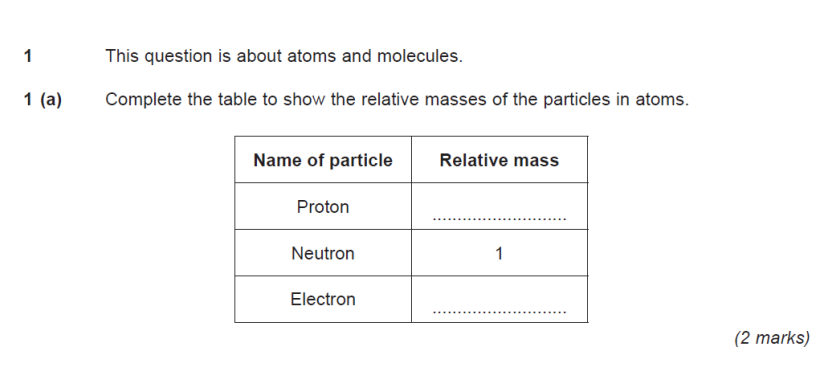 1 This question is about atoms and molecules.
1 (a) Complete the table to show the relative masses of the particles in atoms.
Name of particle Relative mass
Proton ...........................
Neutron 1
Electron ...........................
(2 marks)